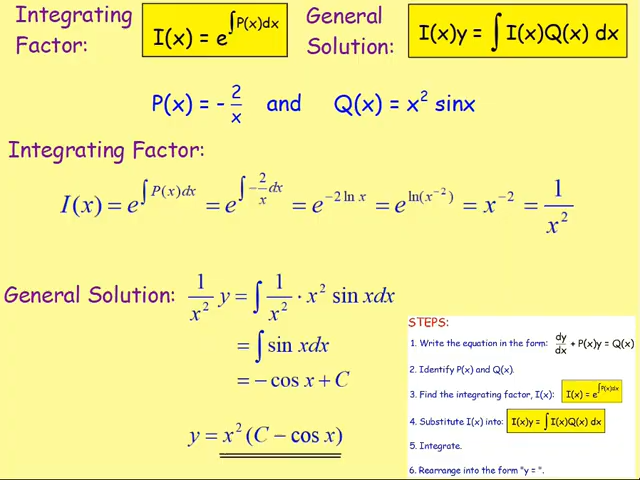 Integrating Factor: I(x) = e^∫P(x)dx General Solution: I(x)y = ∫ I(x)Q(x) dx
P(x) = - 2/x and Q(x) = x² sinx
Integrating Factor:
I(x) = e^∫P(x)dx = e^∫-2/x dx = e^-2 ln x = e^ln(x^-2) = x^-2 = 1/x²
General Solution: 1/x² y = ∫ 1/x² · x² sin xdx
= ∫ sin xdx
= - cos x + C
y = x² (C - cos x)
STEPS:
1. Write the equation in the form: dy/dx + P(x)y = Q(x)
2. Identify P(x) and Q(x).
3. Find the integrating factor, I(x): I(x) = e^∫P(x)dx
4. Substitute I(x) into: I(x)y = ∫ I(x)Q(x) dx
5. Integrate.
6. Rearrange into the form "y = ".